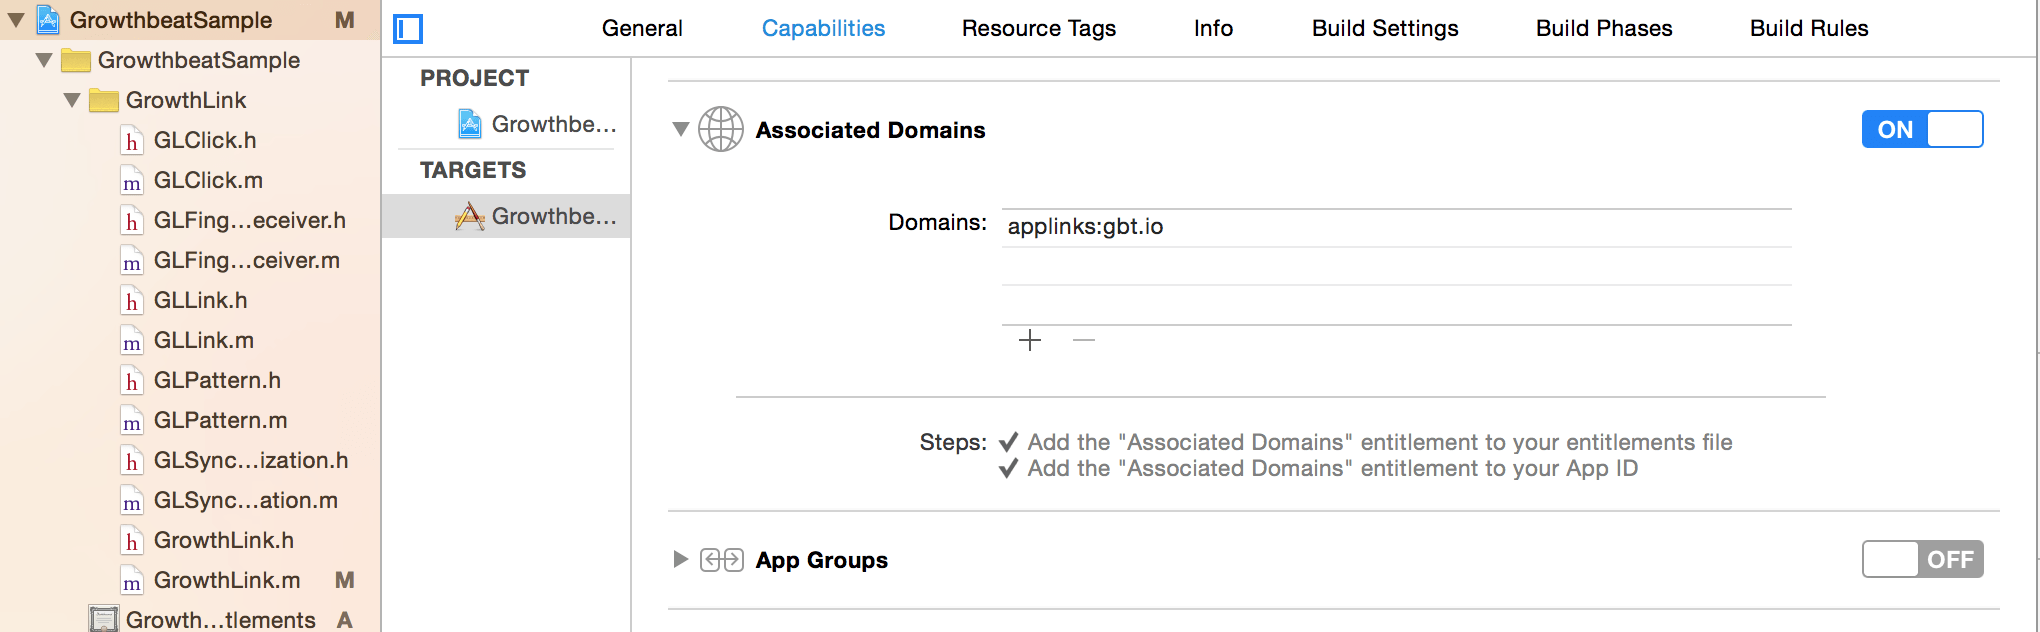 GrowthbeatSample M
GrowthbeatSample
GrowthLink
h GLClick.h
m GLClick.m
h GLFing...eceiver.h
m GLFing...ceiver.m
h GLLink.h
m GLLink.m
h GLPattern.h
m GLPattern.m
h GLSync...ization.h
m GLSync...ation.m
h GrowthLink.h
m GrowthLink.m M
Growth...tlements A
General Capabilities Resource Tags Info Build Settings Build Phases Build Rules
PROJECT
Growthbe...
TARGETS
Growthbe...
Associated Domains ON
Domains: applinks:gbt.io
Steps: ✔ Add the "Associated Domains" entitlement to your entitlements file
✔ Add the "Associated Domains" entitlement to your App ID
App Groups OFF